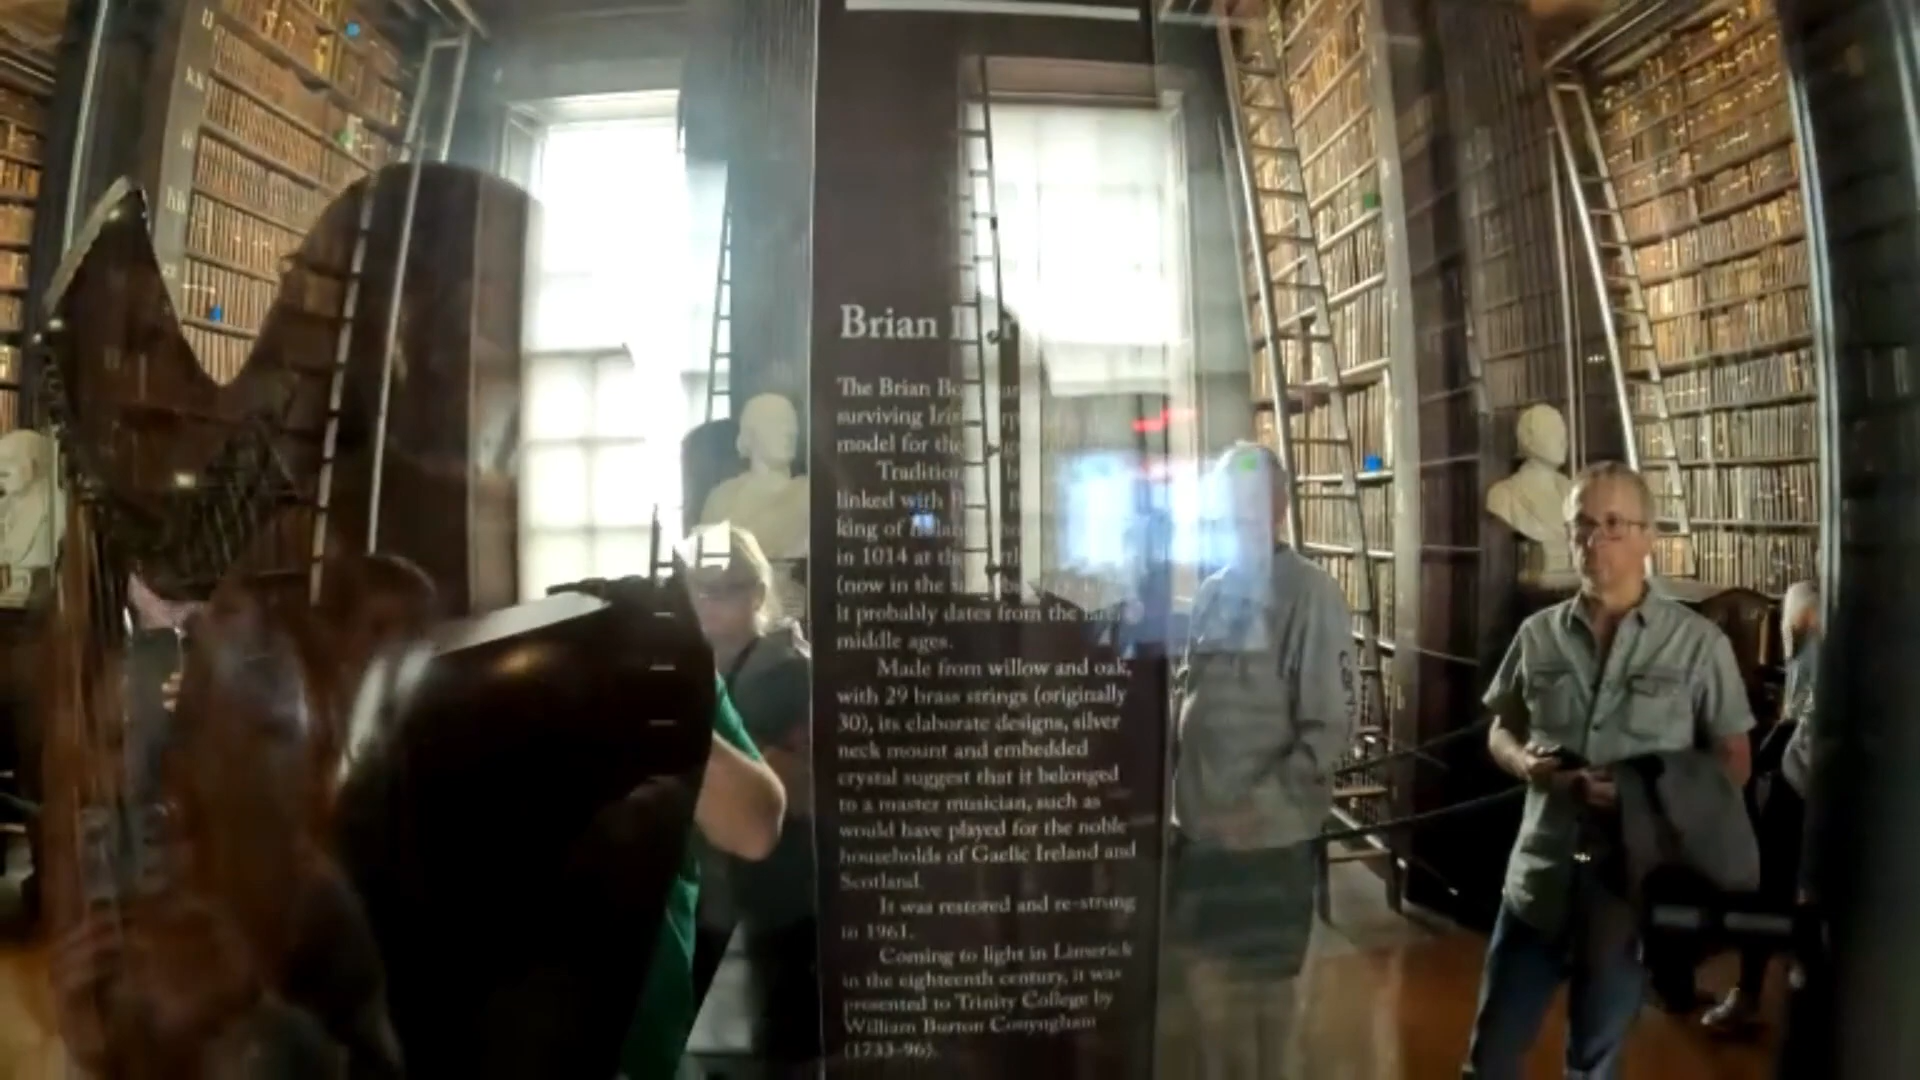 Brian
The Brian Bo
surviving Iris
model for the
Tradition
linked with B
king of Irelan
in 1014 at the
(now in the
it probably dates from the later
middle ages.
Made from willow and oak,
with 29 brass strings (originally
30), its elaborate designs, silver
neck mount and embedded
crystal suggest that it belonged
to a master musician, such as
would have played for the noble
households of Gaelic Ireland and
Scotland.
It was restored and re-strung
in 1961.
Coming to light in Limerick
in the eighteenth century, it was
presented to Trinity College by
William Burton Conyngham
(1733-96).